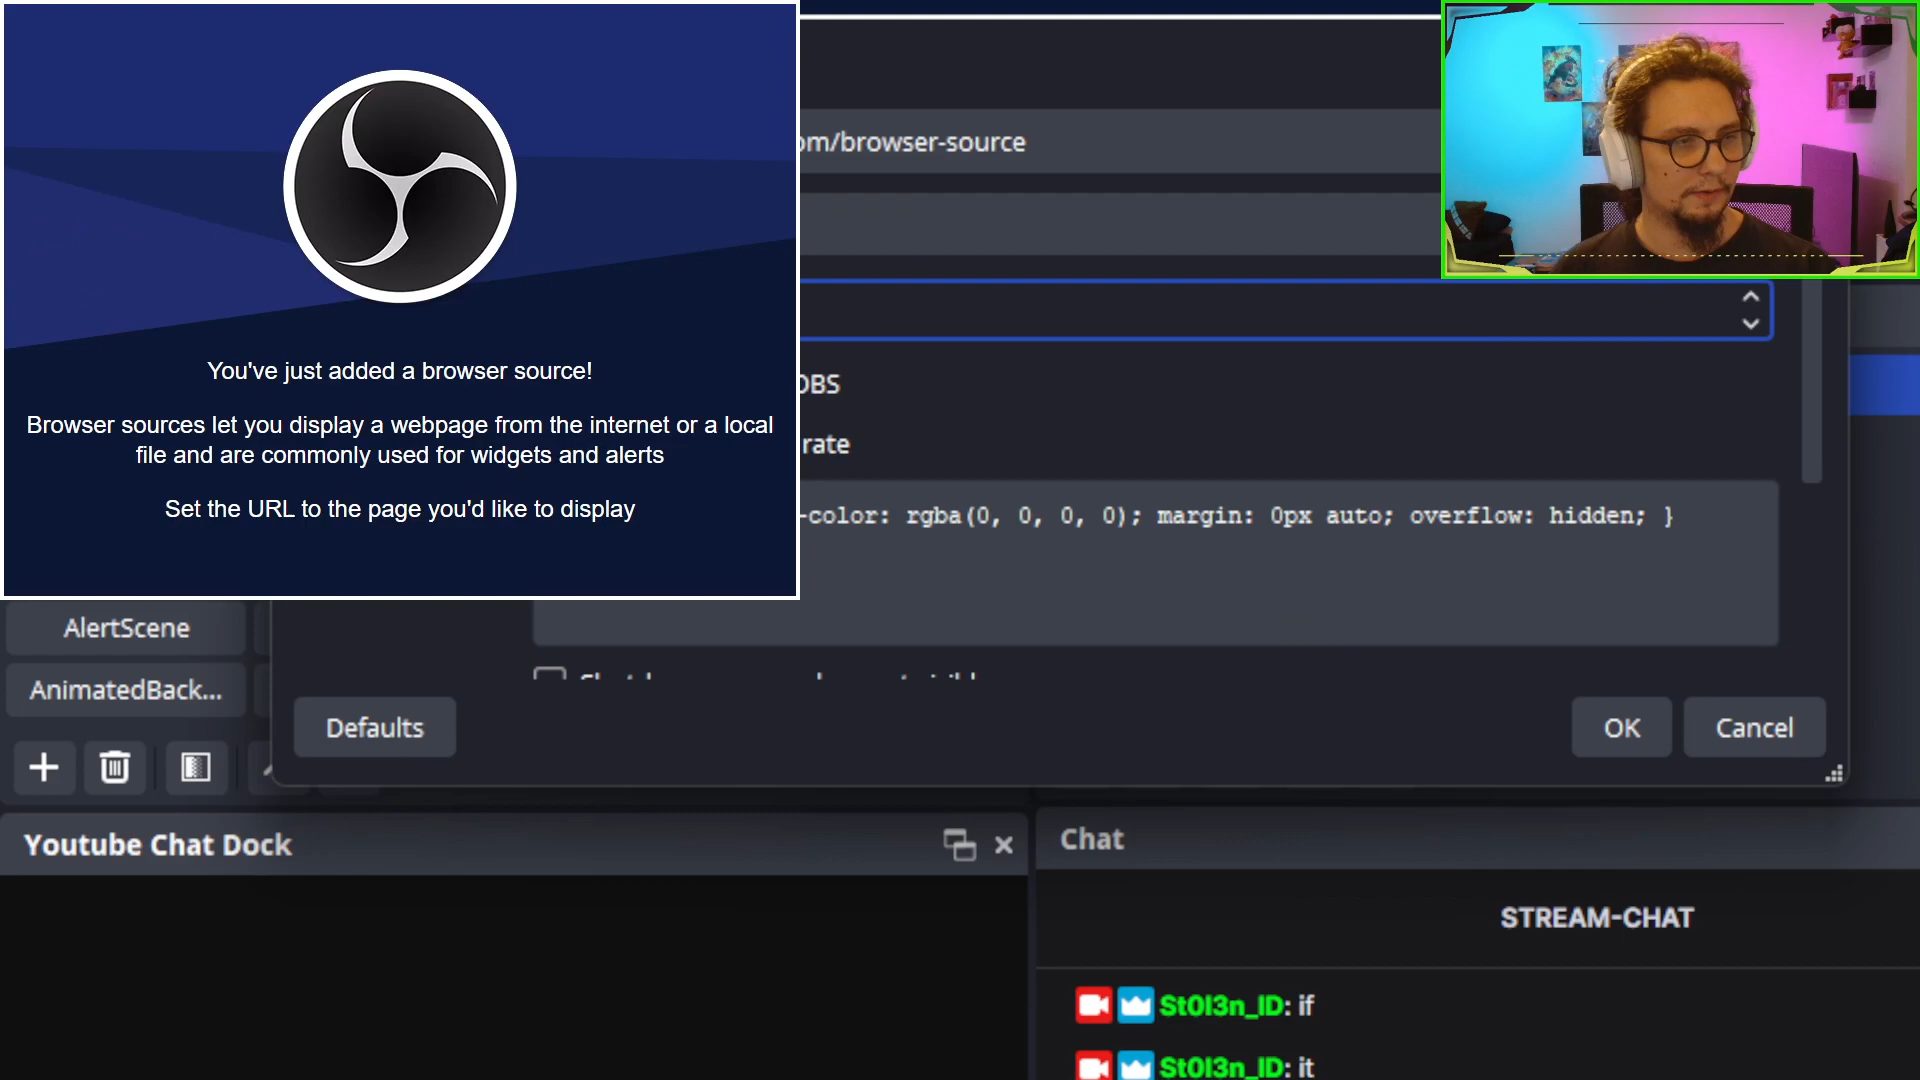 You've just added a browser source!
Browser sources let you display a webpage from the internet or a local
file and are commonly used for widgets and alerts
Set the URL to the page you'd like to display
om/browser-source
OBS
rate
-color: rgba(0, 0, 0, 0); margin: 0px auto; overflow: hidden; }
AlertScene
AnimatedBack...
Defaults
OK
Cancel
Youtube Chat Dock
Chat
STREAM-CHAT
St0l3n_ID: if
St0l3n_ID: it